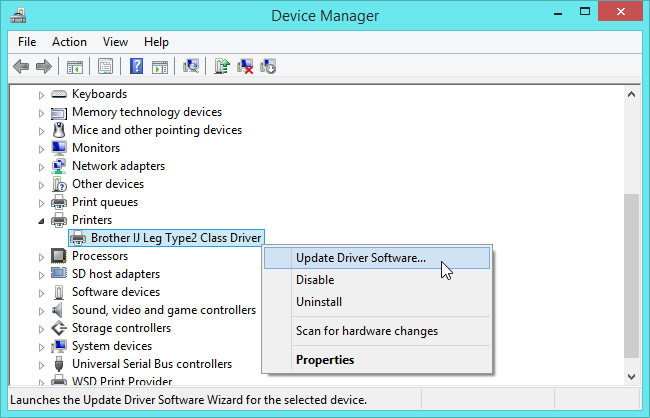 Device Manager
File Action View Help
Keyboards
Memory technology devices
Mice and other pointing devices
Monitors
Network adapters
Other devices
Print queues
Printers
Brother IJ Leg Type2 Class Driver
Processors
SD host adapters
Software devices
Sound, video and game controllers
Storage controllers
System devices
Universal Serial Bus controllers
WSD Print Provider
Update Driver Software...
Disable
Uninstall
Scan for hardware changes
Properties
Launches the Update Driver Software Wizard for the selected device.